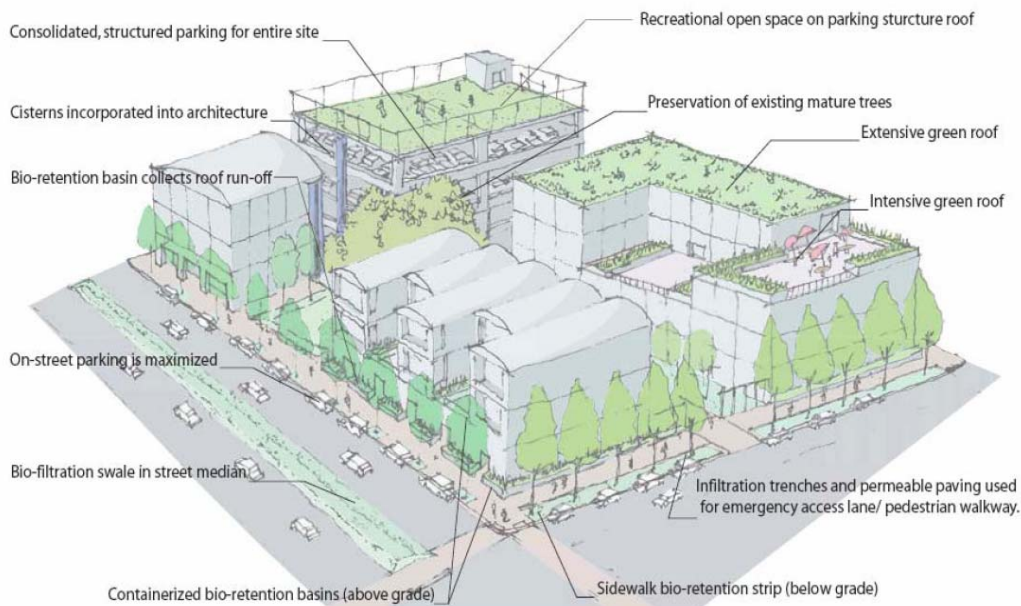 Consolidated, structured parking for entire site
Recreational open space on parking sturcture roof
Cisterns incorporated into architecture
Preservation of existing mature trees
Extensive green roof
Bio-retention basin collects roof run-off
Intensive green roof
On-street parking is maximized
Bio-filtration swale in street median
Infiltration trenches and permeable paving used
for emergency access lane/ pedestrian walkway.
Containerized bio-retention basins (above grade)
Sidewalk bio-retention strip (below grade)